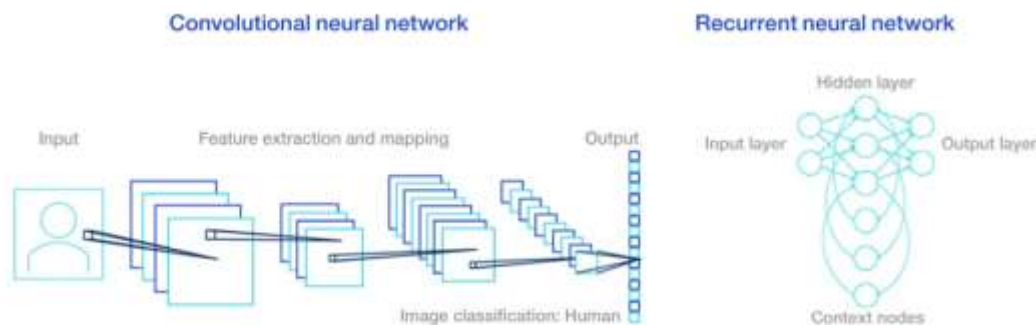 Convolutional neural network
Recurrent neural network
Input
Feature extraction and mapping
Output
Image classification: Human
Hidden layer
Input layer
Output layer
Context nodes